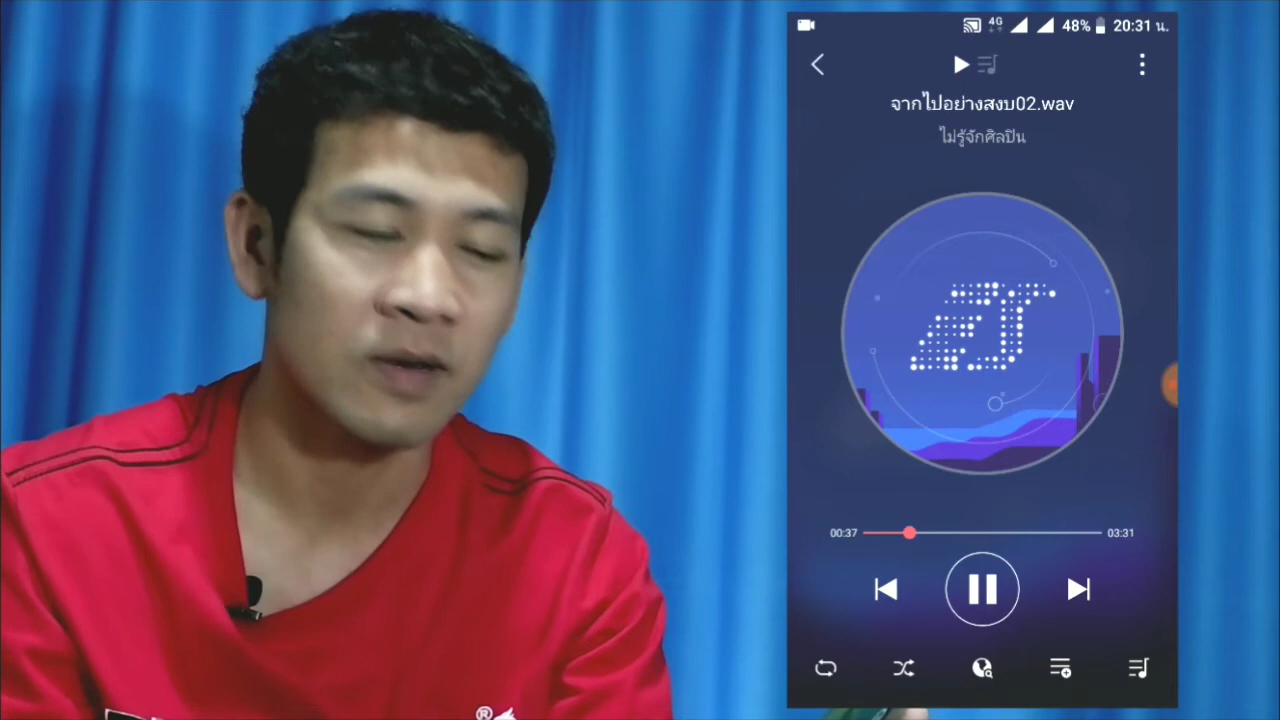 4G 48% 20:31 น.
จากไปอย่างสงบ02.wav
ไม่รู้จักศิลปิน
00:37 03:31
®